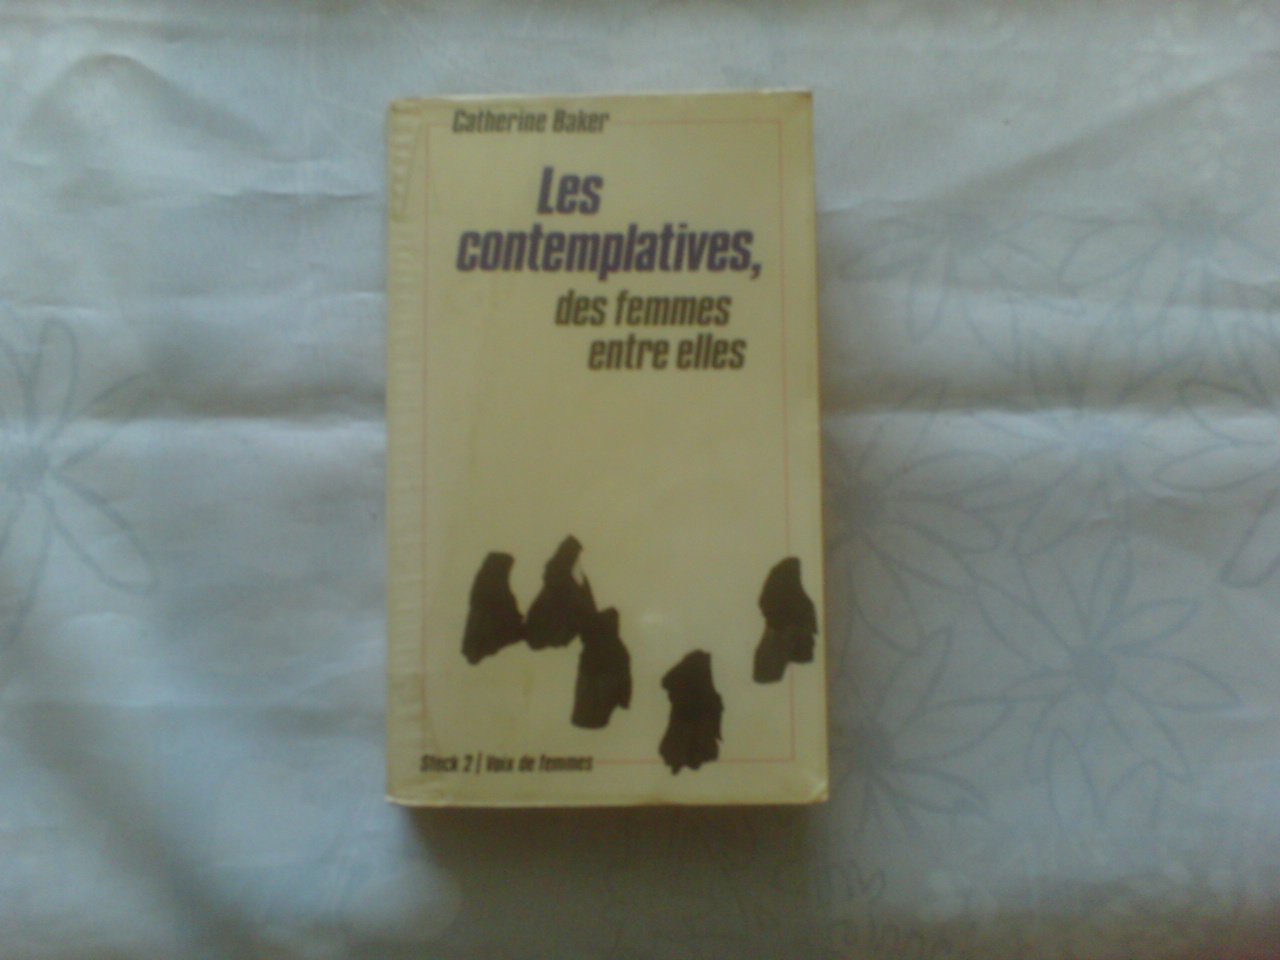 Catherine Baker
Les
contemplatives,
des femmes
entre elles
Stock 2 / Voix de femmes